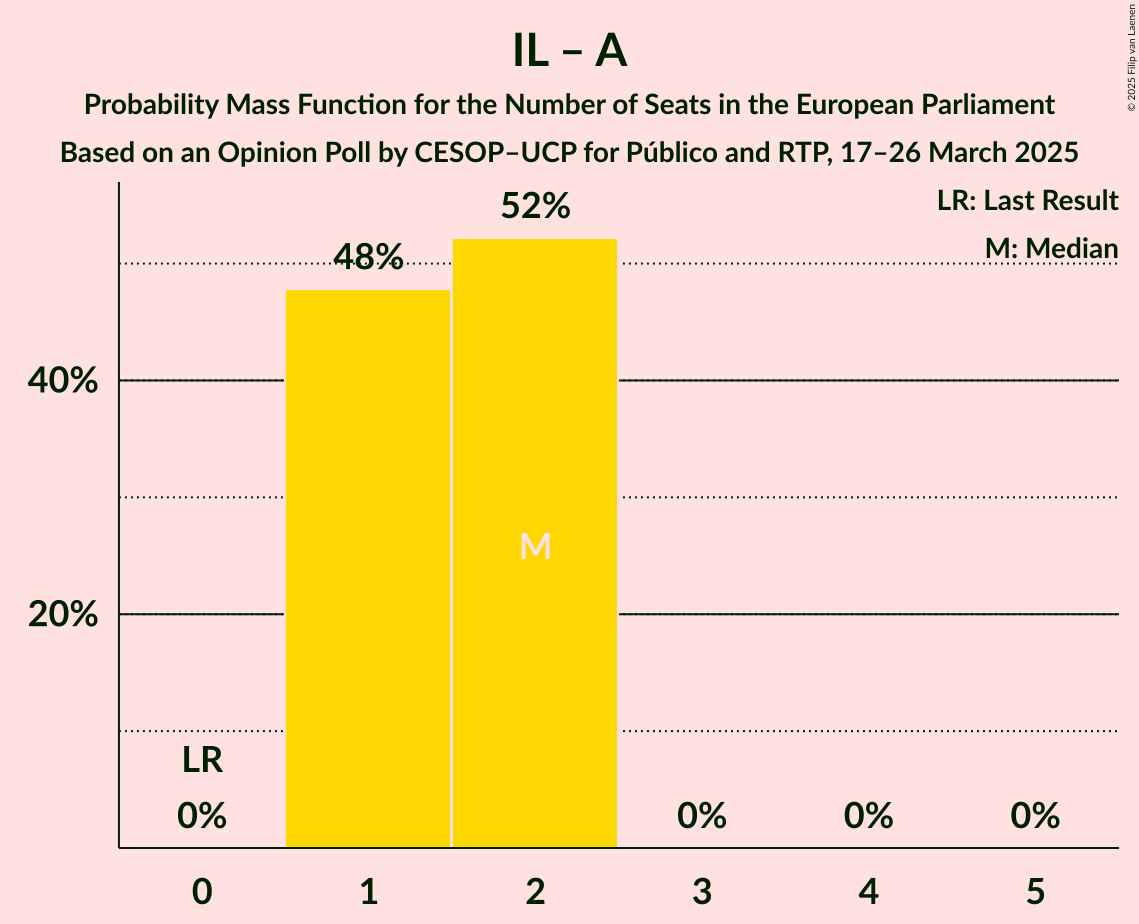 IL – A
Probability Mass Function for the Number of Seats in the European Parliament
Based on an Opinion Poll by CESOP–UCP for Público and RTP, 17–26 March 2025
© 2025 Filip van Laenen
LR: Last Result
M: Median
52%
48%
40%
M
20%
LR
0%
0%
0%
0%
0
1
2
3
4
5